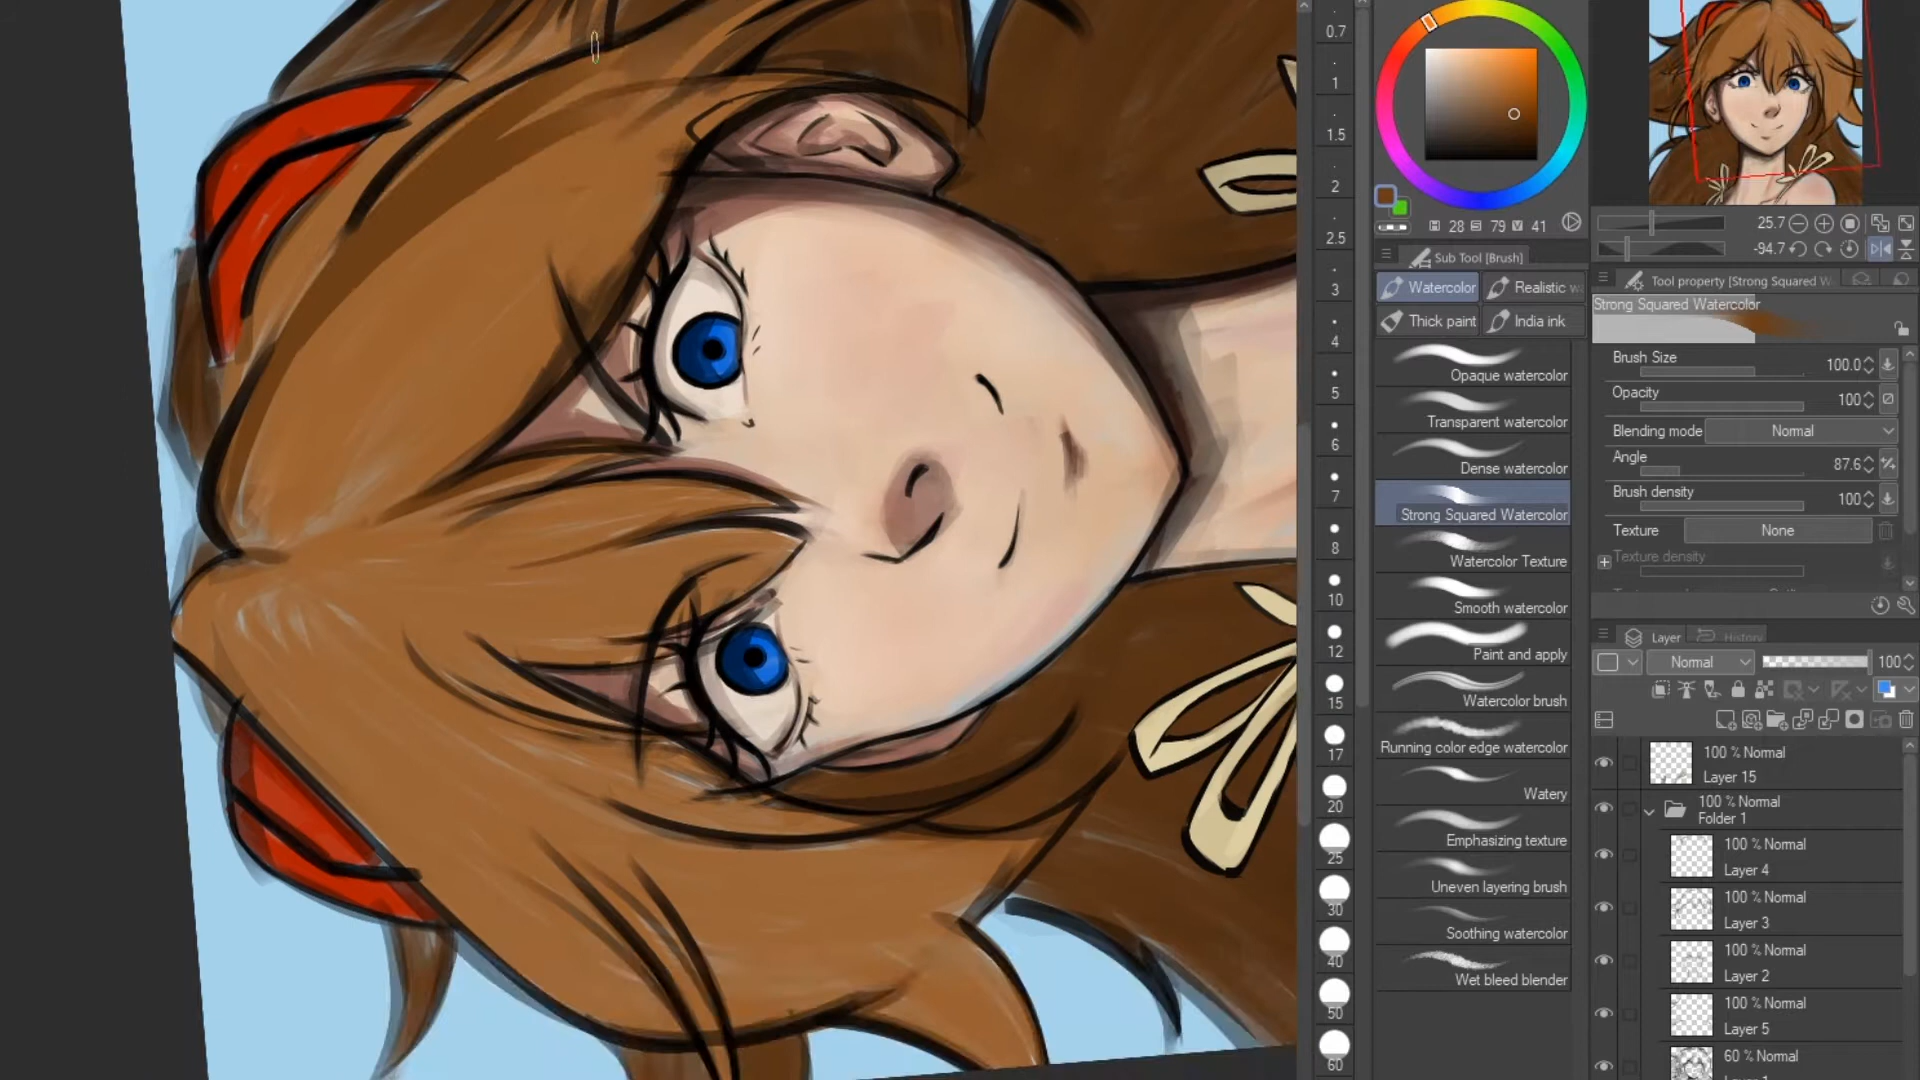 0.7
1
1.5
2
2.5
3
4
5
6
7
8
10
12
15
17
20
25
30
40
50
60
28 79 41
Sub Tool [Brush]
Watercolor
Realistic w
Thick paint
India ink
Opaque watercolor
Transparent watercolor
Dense watercolor
Strong Squared Watercolor
Watercolor Texture
Smooth watercolor
Paint and apply
Watercolor brush
Running color edge watercolor
Watery
Emphasizing texture
Uneven layering brush
Soothing watercolor
Wet bleed blender
25.7
-94.7
Tool property [Strong Squared W
Strong Squared Watercolor
Brush Size 100.0
Opacity 100
Blending mode Normal
Angle 87.6
Brush density 100
Texture None
Texture density
Layer History
Normal 100
100 % Normal
Layer 15
100 % Normal
Folder 1
100 % Normal
Layer 4
100 % Normal
Layer 3
100 % Normal
Layer 2
100 % Normal
Layer 5
60 % Normal